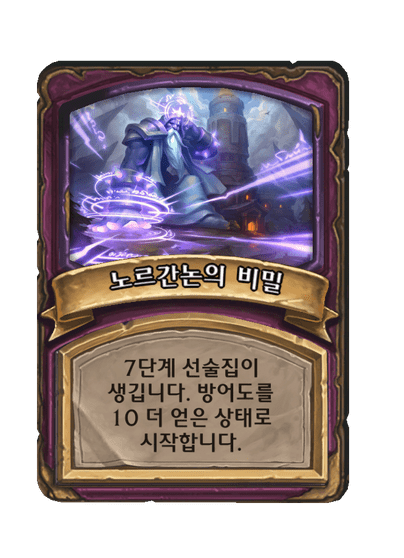 노르간논의 비밀
7단계 선술집이
생깁니다. 방어도를
10 더 얻은 상태로
시작합니다.